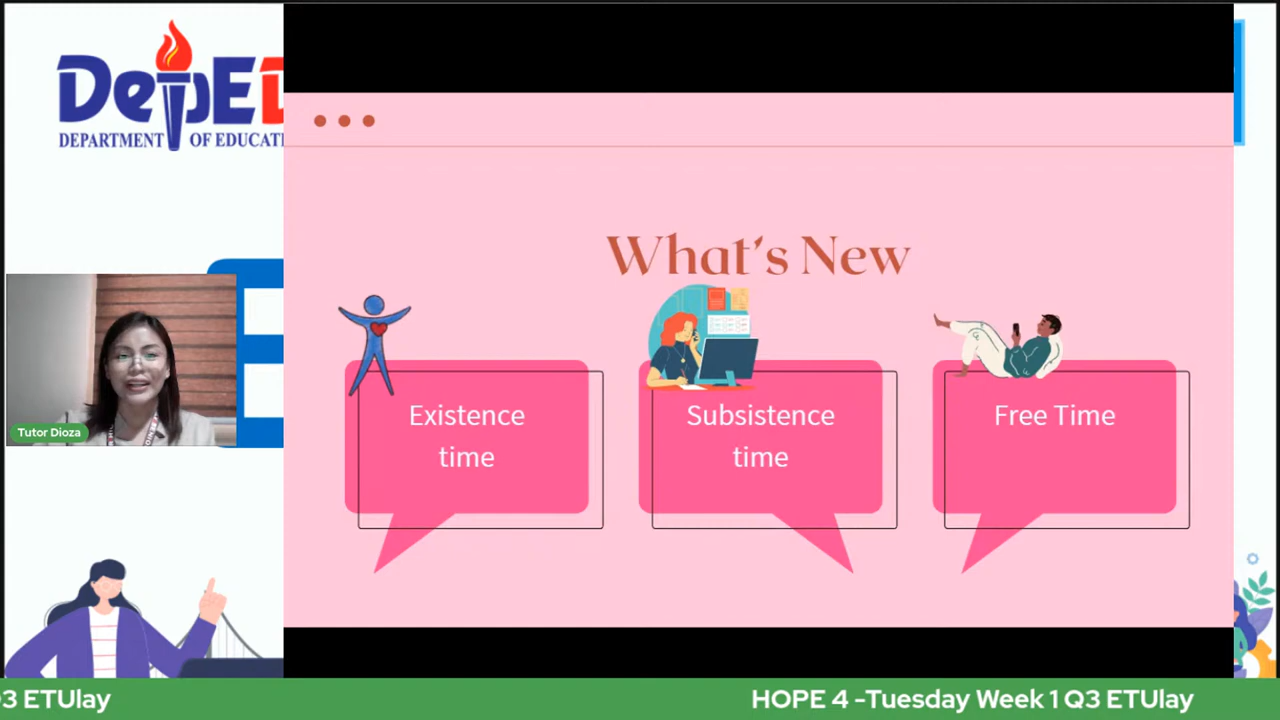 DepE
DEPARTMENT OF EDUCATI
What's New
Existence
time
Subsistence
time
Free Time
Tutor Dioza
3 ETUlay
HOPE 4 -Tuesday Week 1 Q3 ETUlay